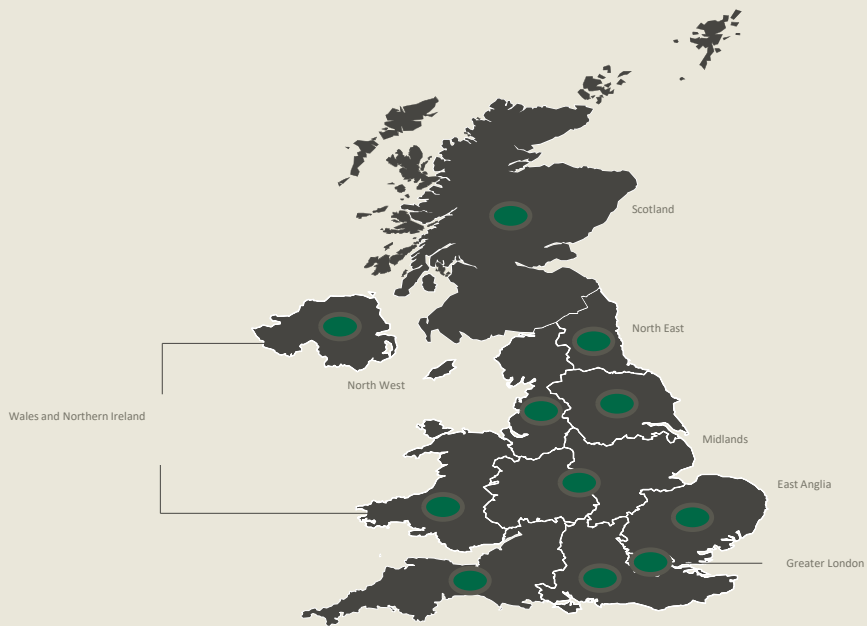 Scotland
North East
North West
Wales and Northern Ireland
Midlands
East Anglia
Greater London